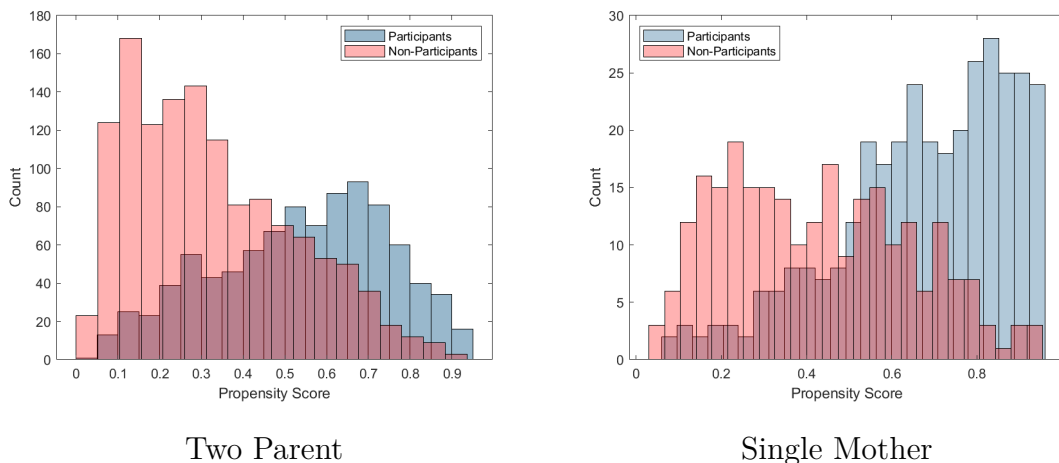 180
160
140
120
100
80
60
40
20
0
Count
0 0.1 0.2 0.3 0.4 0.5 0.6 0.7 0.8 0.9
Propensity Score
Participants
Non-Participants
Two Parent
30
25
20
15
10
5
0
Count
0 0.2 0.4 0.6 0.8
Propensity Score
Participants
Non-Participants
Single Mother